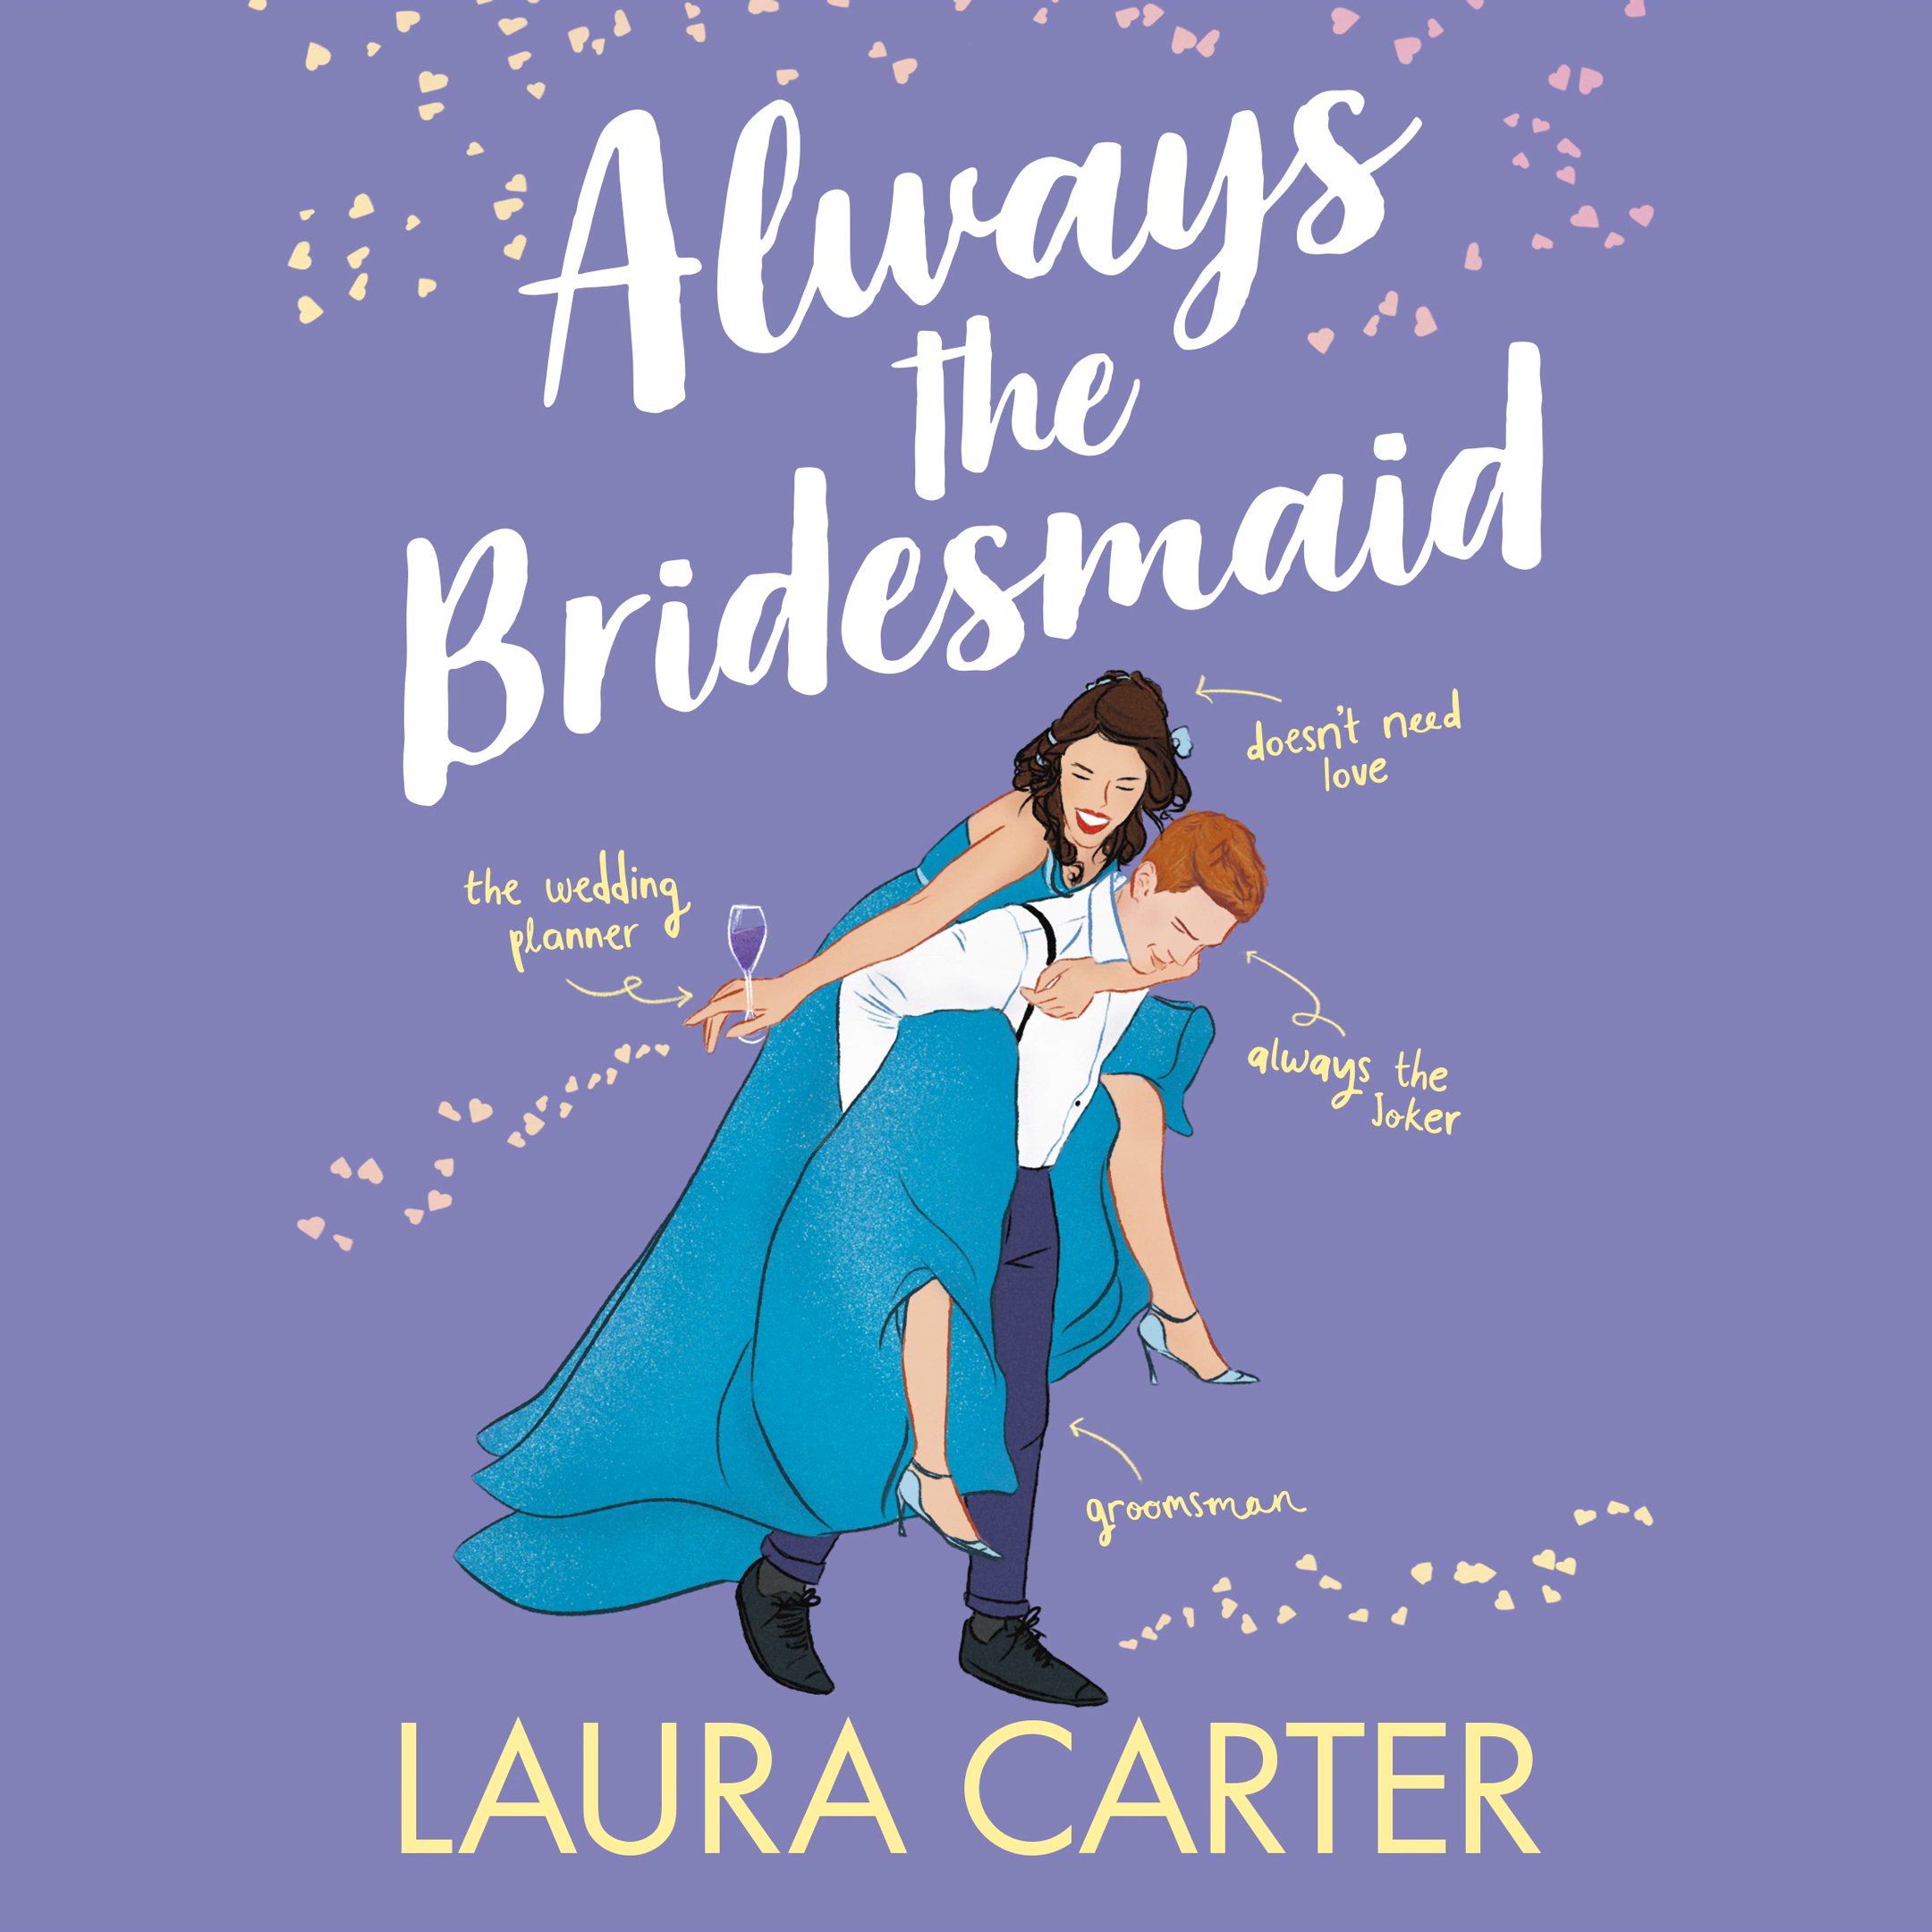 Always
the
Bridesmaid
doesn't need
love
the wedding
planner
always the
Joker
groomsman
LAURA CARTER